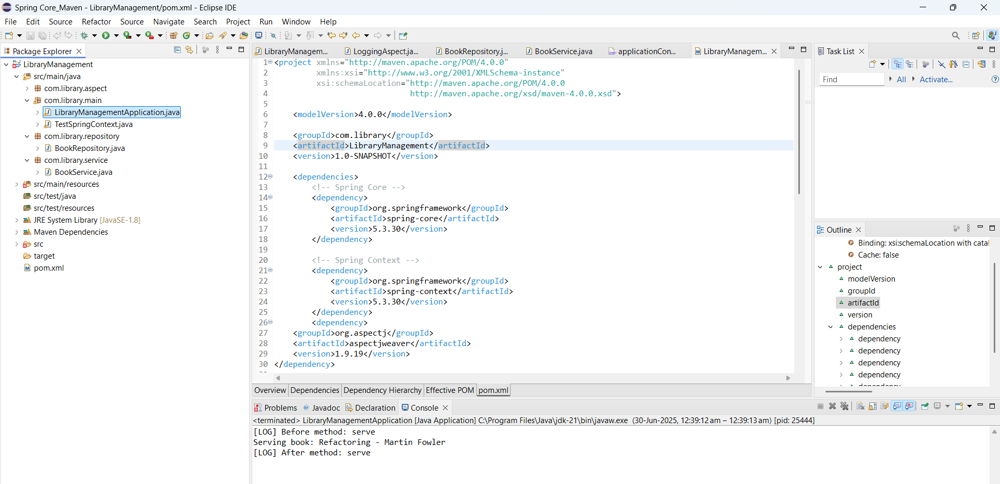 Spring Core_Maven - LibraryManagement/pom.xml - Eclipse IDE
File Edit Source Refactor Source Navigate Search Project Run Window Help
Package Explorer
LibraryManagement
src/main/java
com.library.aspect
com.library.main
LibraryManagementApplication.java
TestSpringContext.java
com.library.repository
BookRepository.java
com.library.service
BookService.java
src/main/resources
src/test/java
src/test/resources
JRE System Library [JavaSE-1.8]
Maven Dependencies
src
target
pom.xml
LibraryManagem... LoggingAspect.ja... BookRepository.j... BookService.java applicationCon... LibraryManagem...
1 <project xmlns="http://maven.apache.org/POM/4.0.0"
2 xmlns:xsi="http://www.w3.org/2001/XMLSchema-instance"
3 xsi:schemaLocation="http://maven.apache.org/POM/4.0.0
4 http://maven.apache.org/xsd/maven-4.0.0.xsd">
5
6 <modelVersion>4.0.0</modelVersion>
7
8 <groupId>com.library</groupId>
9 <artifactId>LibraryManagement</artifactId>
10 <version>1.0-SNAPSHOT</version>
11
12 <dependencies>
13 <!-- Spring Core -->
14 <dependency>
15 <groupId>org.springframework</groupId>
16 <artifactId>spring-core</artifactId>
17 <version>5.3.30</version>
18 </dependency>
19
20 <!-- Spring Context -->
21 <dependency>
22 <groupId>org.springframework</groupId>
23 <artifactId>spring-context</artifactId>
24 <version>5.3.30</version>
25 </dependency>
26 <dependency>
27 <groupId>org.aspectj</groupId>
28 <artifactId>aspectjweaver</artifactId>
29 <version>1.9.19</version>
30 </dependency>
Overview Dependencies Dependency Hierarchy Effective POM pom.xml
Problems Javadoc Declaration Console
<terminated> LibraryManagementApplication [Java Application] C:\Program Files\Java\jdk-21\bin\javaw.exe (30-Jun-2025, 12:39:12 am – 12:39:13 am) [pid: 25444]
[LOG] Before method: serve
Serving book: Refactoring - Martin Fowler
[LOG] After method: serve
Task List
Find All Activate...
Outline
Binding: xsi:schemaLocation with catal
Cache: false
project
modelVersion
groupId
artifactId
version
dependencies
dependency
dependency
dependency
dependency